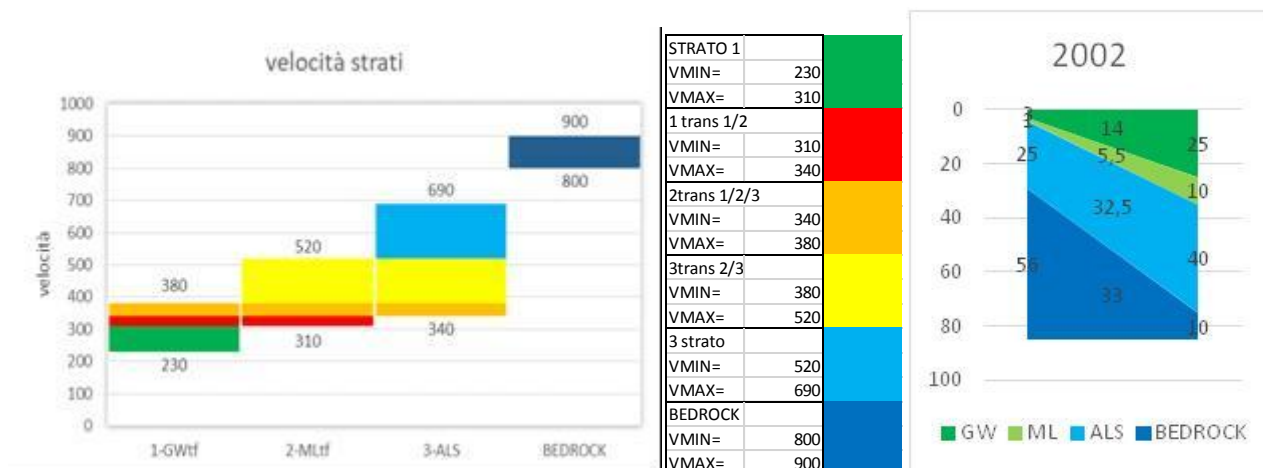 velocità strati
velocità
1000
900
800
700
600
500
400
300
200
100
0
380
230
520
310
690
340
900
800
1-GWtf
2-MLtf
3-ALS
BEDROCK
STRATO 1
VMIN= 230
VMAX= 310
1 trans 1/2
VMIN= 310
VMAX= 340
2trans 1/2/3
VMIN= 340
VMAX= 380
3trans 2/3
VMIN= 380
VMAX= 520
3 strato
VMIN= 520
VMAX= 690
BEDROCK
VMIN= 800
VMAX= 900
2002
0
20
40
60
80
100
3
25
56
14
5,5
32,5
33
25
10
40
10
GW ML ALS BEDROCK